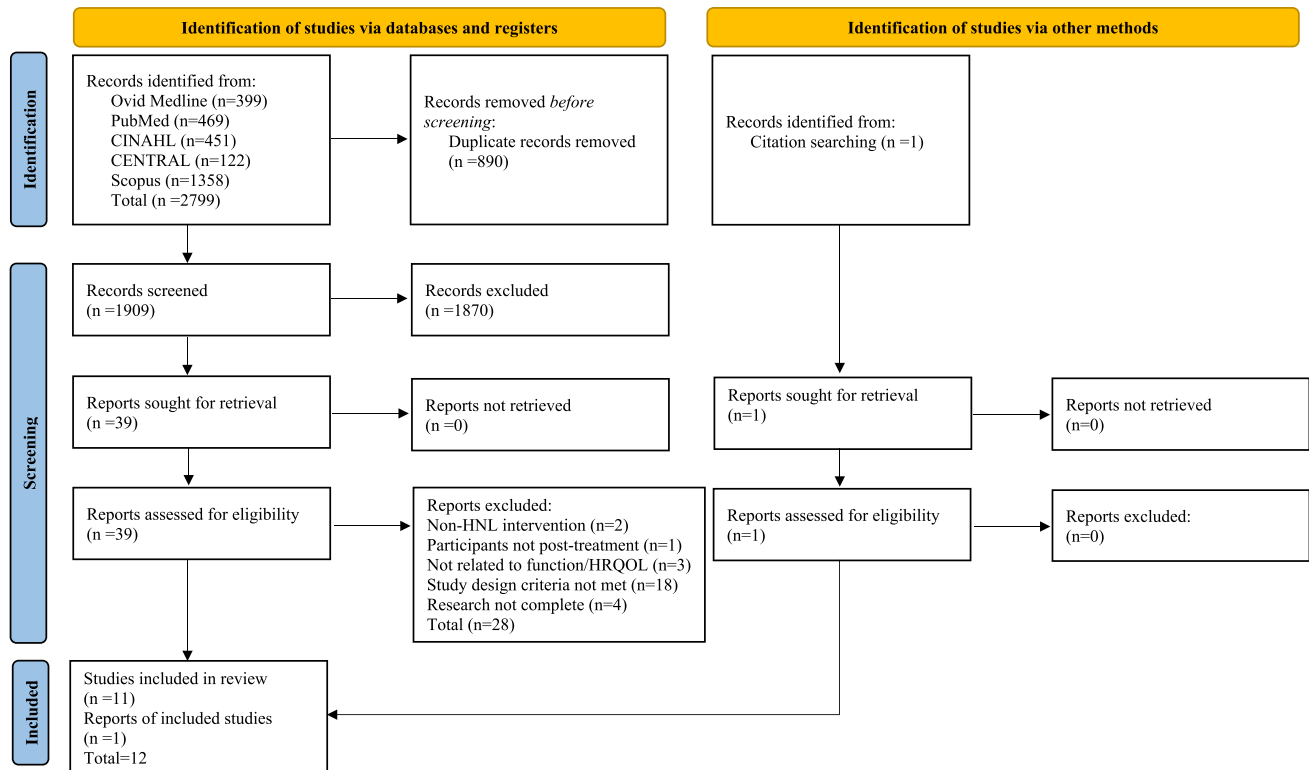 Identification of studies via databases and registers
Identification of studies via other methods
Identification
Records identified from:
Ovid Medline (n=399)
PubMed (n=469)
CINAHL (n=451)
CENTRAL (n=122)
Scopus (n=1358)
Total (n =2799)
Records removed before
screening:
Duplicate records removed
(n =890)
Records identified from:
Citation searching (n =1)
Screening
Records screened
(n =1909)
Records excluded
(n =1870)
Reports sought for retrieval
(n =39)
Reports not retrieved
(n =0)
Reports sought for retrieval
(n=1)
Reports not retrieved
(n=0)
Reports assessed for eligibility
(n =39)
Reports excluded:
Non-HNL intervention (n=2)
Participants not post-treatment (n=1)
Not related to function/HRQOL (n=3)
Study design criteria not met (n=18)
Research not complete (n=4)
Total (n=28)
Reports assessed for eligibility
(n=1)
Reports excluded:
(n=0)
Included
Studies included in review
(n =11)
Reports of included studies
(n =1)
Total=12